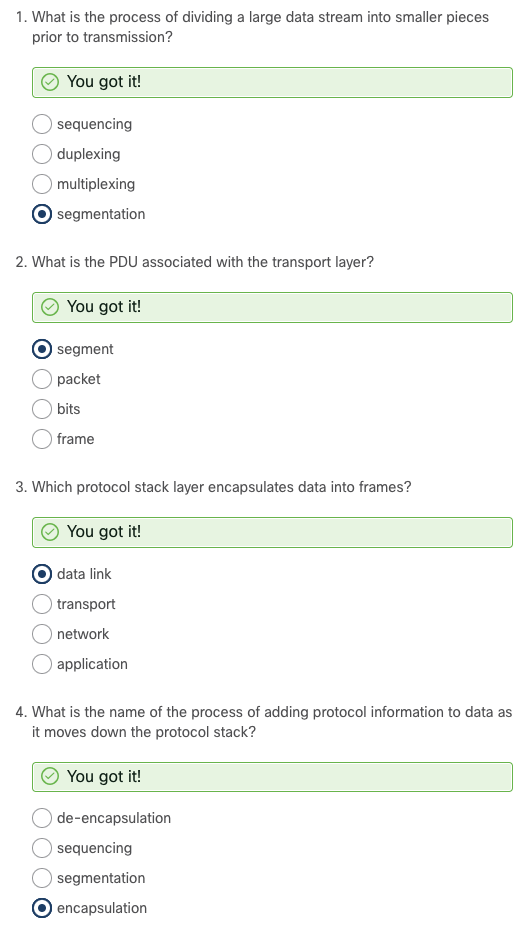 1. What is the process of dividing a large data stream into smaller pieces
prior to transmission?
You got it!
sequencing
duplexing
multiplexing
segmentation
2. What is the PDU associated with the transport layer?
You got it!
segment
packet
bits
frame
3. Which protocol stack layer encapsulates data into frames?
You got it!
data link
transport
network
application
4. What is the name of the process of adding protocol information to data as
it moves down the protocol stack?
You got it!
de-encapsulation
sequencing
segmentation
encapsulation